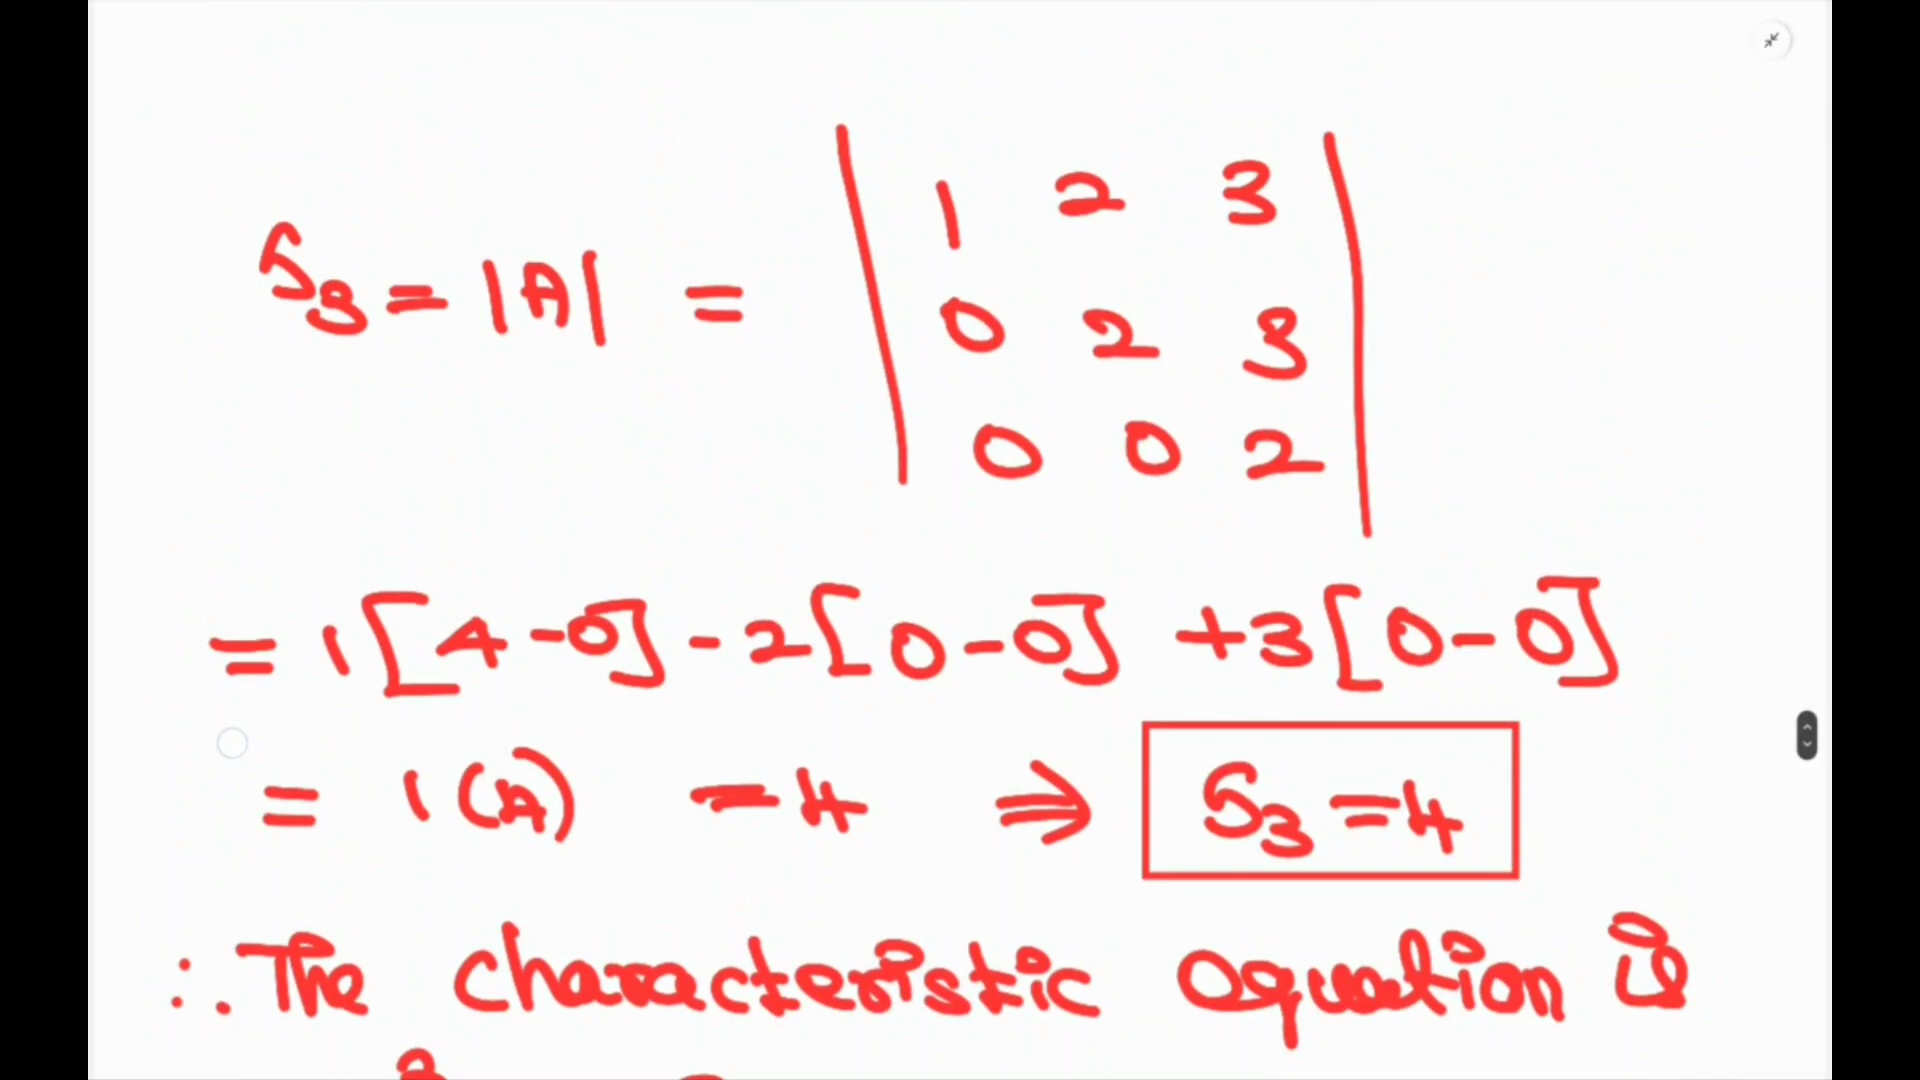 S₃ = |A| = | 1 2 3 |
| 0 2 3 |
| 0 0 2 |
= 1[4-0] - 2[0-0] + 3[0-0]
= 1(4) = 4 ⇒ S₃ = 4
∴ The characteristic equation is